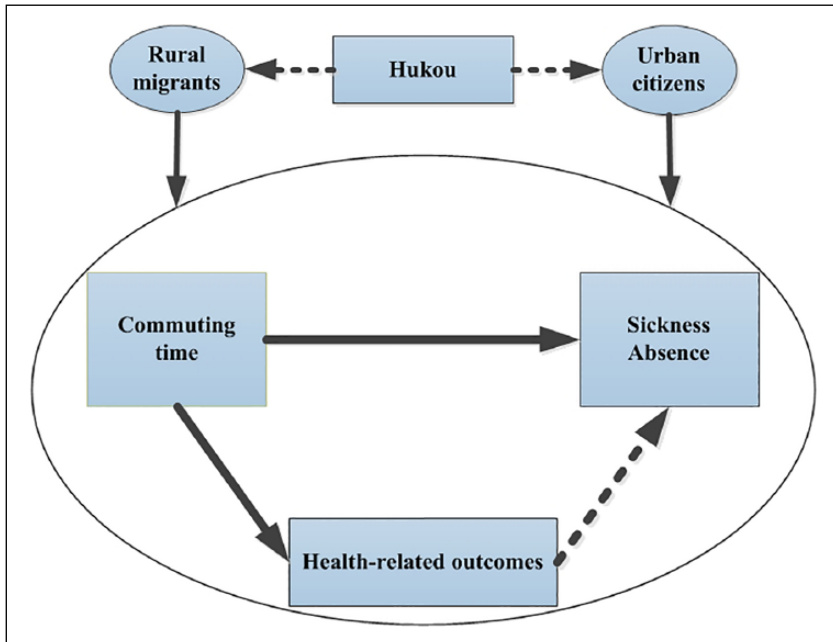 Rural
migrants
Hukou
Urban
citizens
Commuting
time
Sickness
Absence
Health-related outcomes